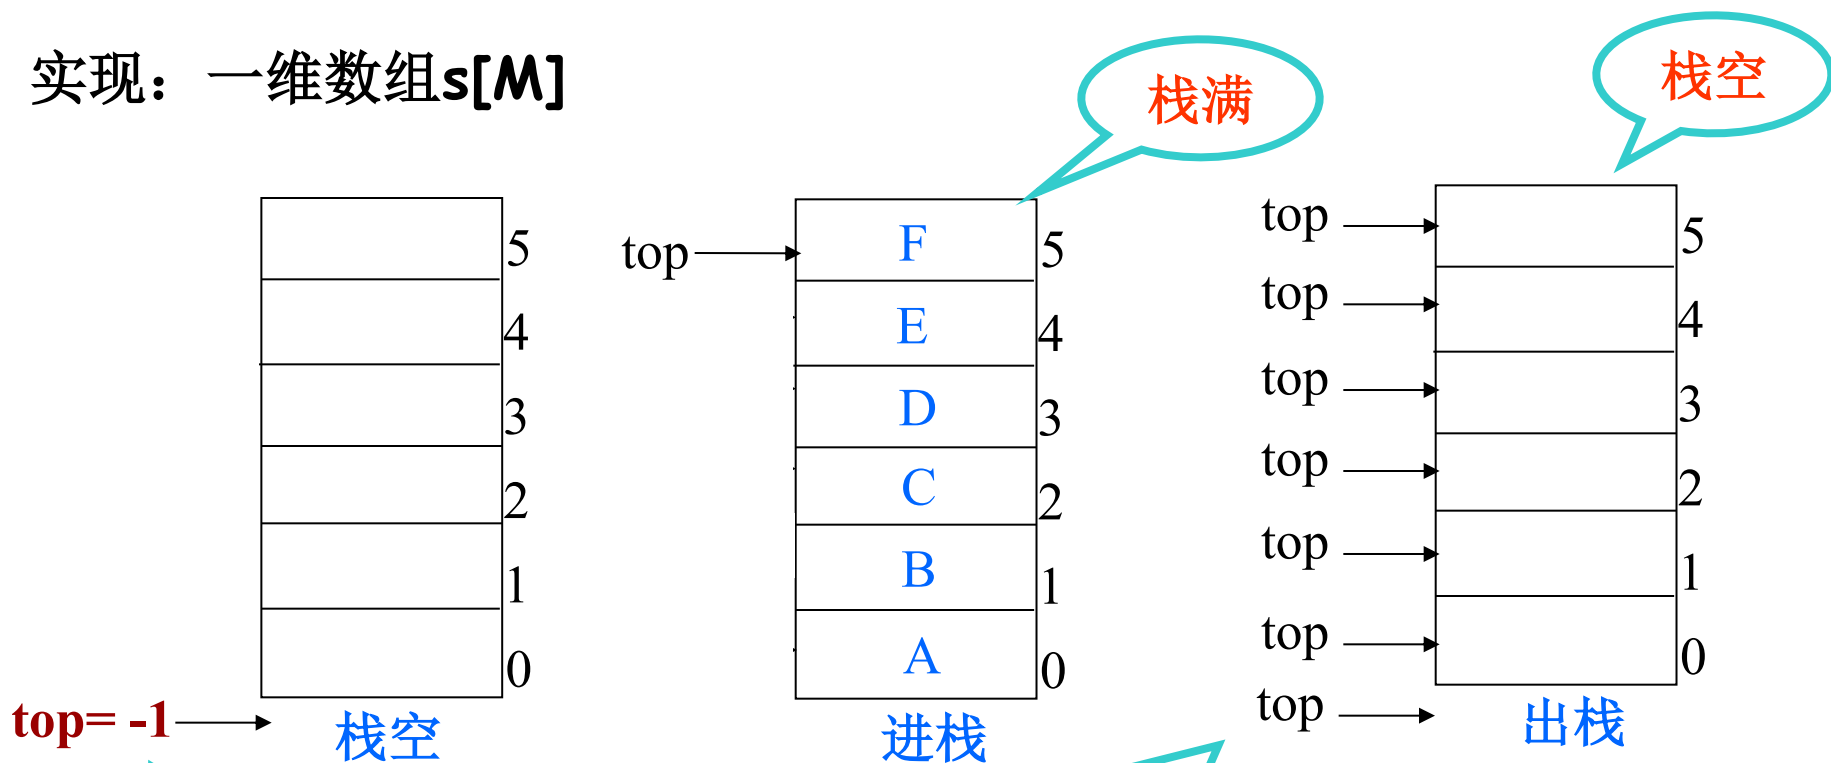 实现：一维数组s[M]
栈满
栈空
5
4
3
2
1
0
top= -1
栈空
top
F 5
E 4
D 3
C 2
B 1
A 0
进栈
top 5
top 4
top 3
top 2
top 1
top 0
top
出栈